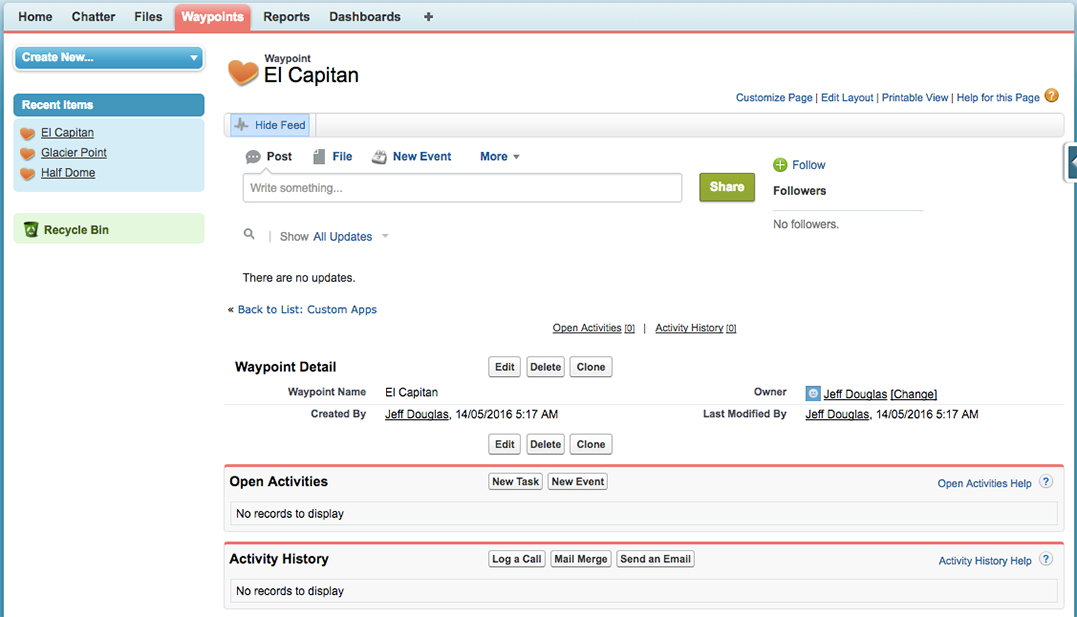 Home Chatter Files Waypoints Reports Dashboards +
Create New...
Recent Items
El Capitan
Glacier Point
Half Dome
Recycle Bin
Waypoint
El Capitan
Customize Page | Edit Layout | Printable View | Help for this Page ?
Hide Feed
Post File New Event More
Write something...
Share
Follow
Followers
No followers.
| Show All Updates
There are no updates.
« Back to List: Custom Apps
Open Activities [0] | Activity History [0]
Waypoint Detail Edit Delete Clone
Waypoint Name El Capitan Owner Jeff Douglas [Change]
Created By Jeff Douglas, 14/05/2016 5:17 AM Last Modified By Jeff Douglas, 14/05/2016 5:17 AM
Edit Delete Clone
Open Activities New Task New Event Open Activities Help ?
No records to display
Activity History Log a Call Mail Merge Send an Email Activity History Help ?
No records to display